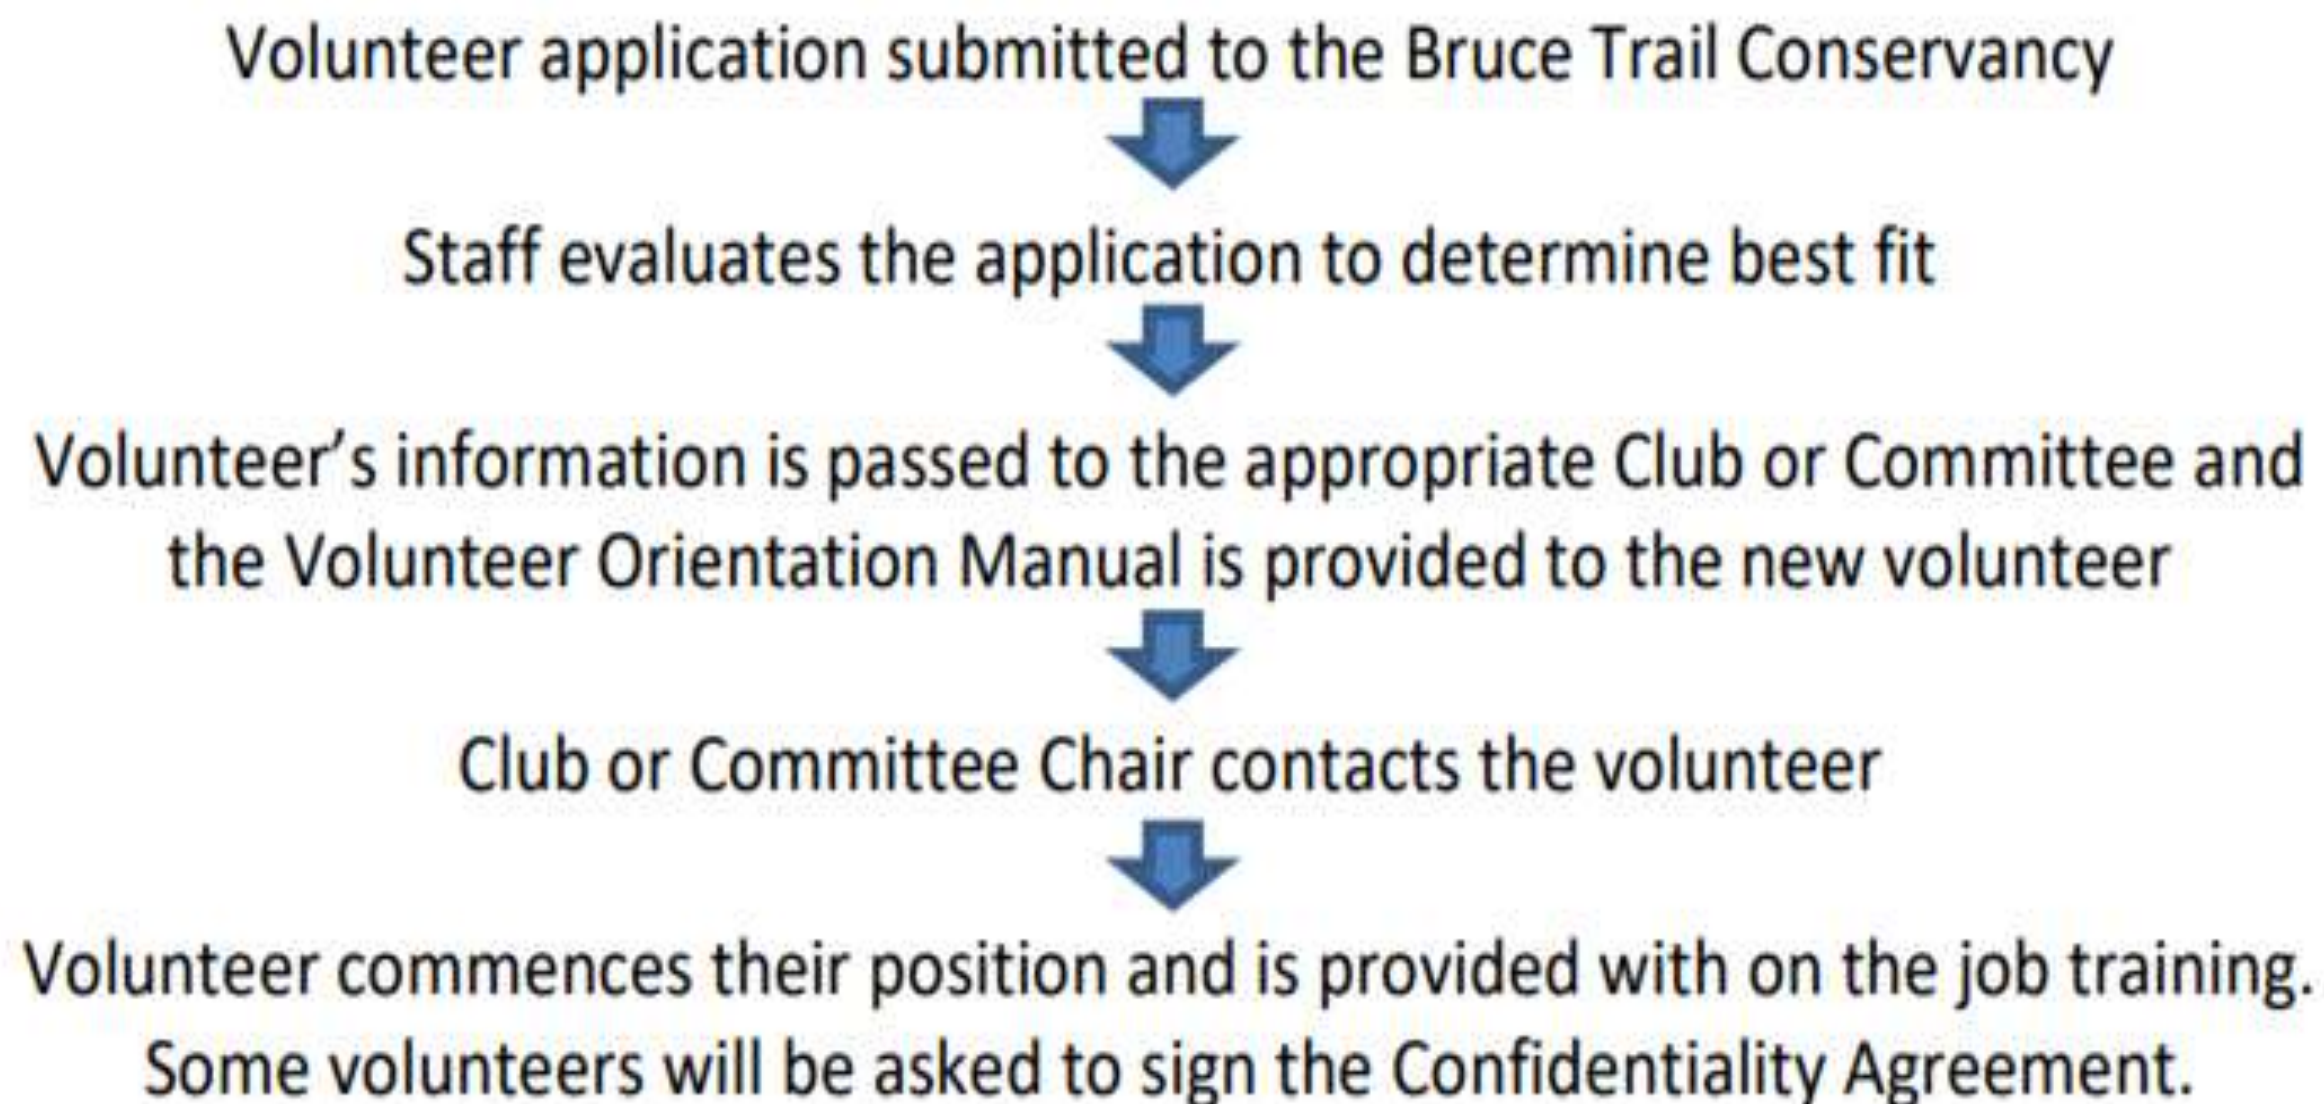 Volunteer application submitted to the Bruce Trail Conservancy
Staff evaluates the application to determine best fit
Volunteer’s information is passed to the appropriate Club or Committee and
the Volunteer Orientation Manual is provided to the new volunteer
Club or Committee Chair contacts the volunteer
Volunteer commences their position and is provided with on the job training.
Some volunteers will be asked to sign the Confidentiality Agreement.